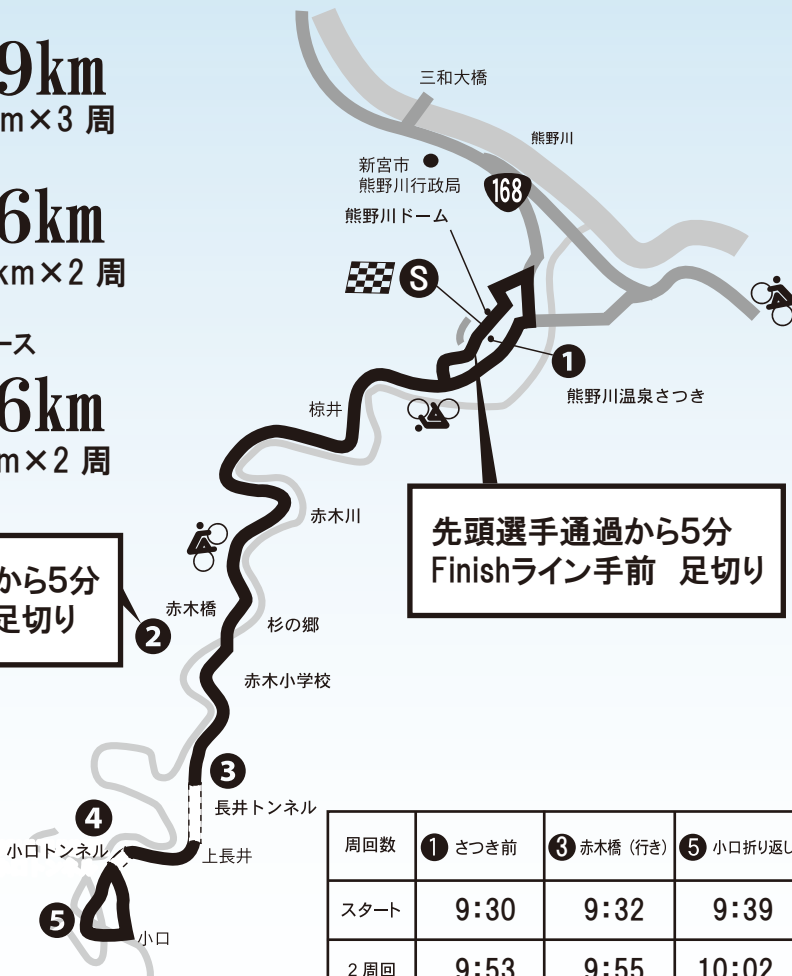 9km
m×3 周
6km
km×2 周
ース
6km
m×2 周
三和大橋
熊野川
新宮市
熊野川行政局
168
熊野川ドーム
S
1
熊野川温泉さつき
椋井
赤木川
先頭選手通過から5分
Finishライン手前 足切り
から5分
足切り
赤木橋
2
杉の郷
赤木小学校
3
長井トンネル
4
小口トンネル
上長井
5
小口
周回数 1 さつき前 3 赤木橋（行き） 5 小口折り返し
スタート 9:30 9:32 9:39
2周回 9:53 9:55 10:02